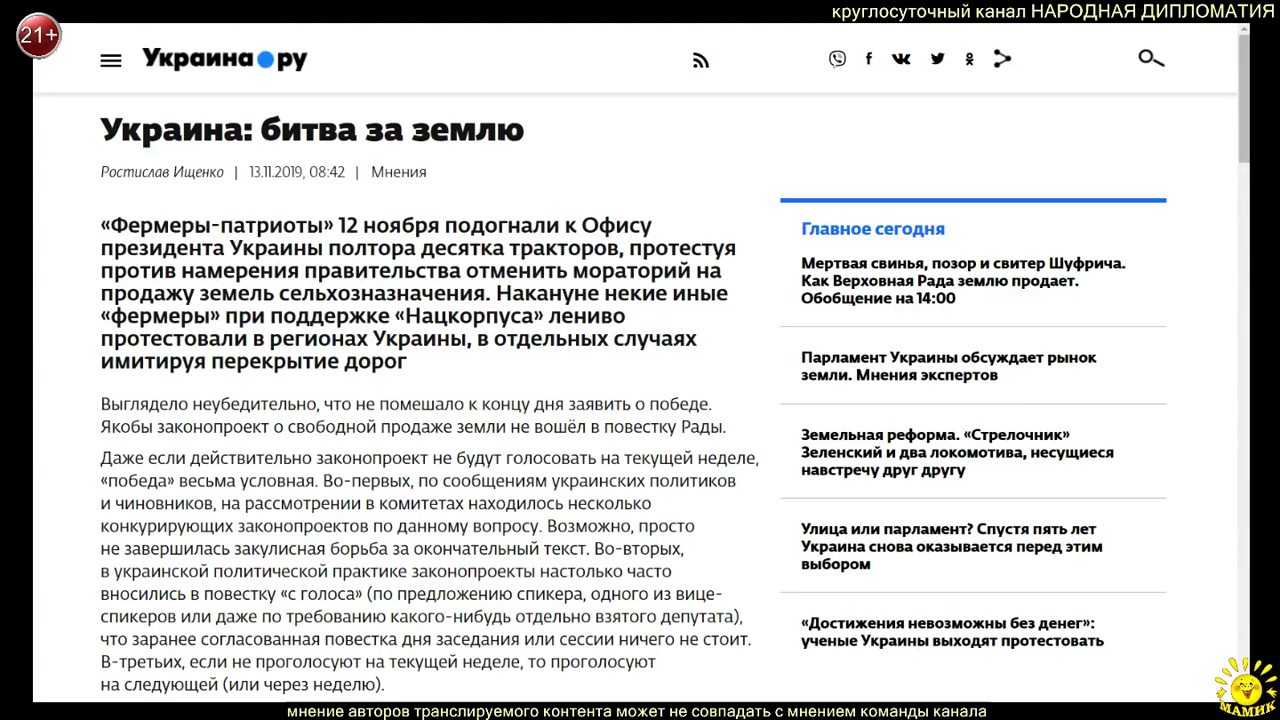 круглосуточный канал НАРОДНАЯ ДИПЛОМАТИЯ
21+
Украина ру
Украина: битва за землю
Ростислав Ищенко | 13.11.2019, 08:42 | Мнения
«Фермеры-патриоты» 12 ноября подогнали к Офису
президента Украины полтора десятка тракторов, протестуя
против намерения правительства отменить мораторий на
продажу земель сельхозназначения. Накануне некие иные
«фермеры» при поддержке «Нацкорпуса» лениво
протестовали в регионах Украины, в отдельных случаях
имитируя перекрытие дорог
Выглядело неубедительно, что не помешало к концу дня заявить о победе.
Якобы законопроект о свободной продаже земли не вошёл в повестку Рады.
Даже если действительно законопроект не будут голосовать на текущей неделе,
«победа» весьма условная. Во-первых, по сообщениям украинских политиков
и чиновников, на рассмотрении в комитетах находилось несколько
конкурирующих законопроектов по данному вопросу. Возможно, просто
не завершилась закулисная борьба за окончательный текст. Во-вторых,
в украинской политической практике законопроекты настолько часто
вносились в повестку «с голоса» (по предложению спикера, одного из вице-
спикеров или даже по требованию какого-нибудь отдельно взятого депутата),
что заранее согласованная повестка дня заседания или сессии ничего не стоит.
В-третьих, если не проголосуют на текущей неделе, то проголосуют
на следующей (или через неделю).
Главное сегодня
Мертвая свинья, позор и свитер Шуфрича.
Как Верховная Рада землю продает.
Обобщение на 14:00
Парламент Украины обсуждает рынок
земли. Мнения экспертов
Земельная реформа. «Стрелочник»
Зеленский и два локомотива, несущиеся
навстречу друг другу
Улица или парламент? Спустя пять лет
Украина снова оказывается перед этим
выбором
«Достижения невозможны без денег»:
ученые Украины выходят протестовать
МАМИК
мнение авторов транслируемого контента может не совпадать с мнением команды канала